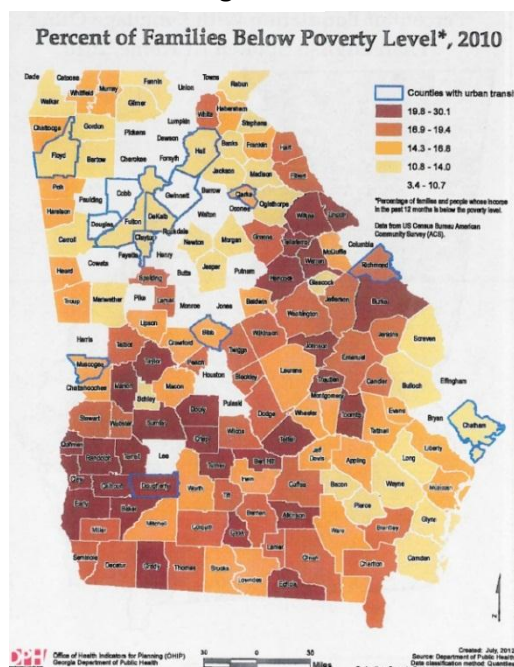 Percent of Families Below Poverty Level*, 2010
Counties with urban transi
19.8 - 30.1
16.9 - 19.4
14.3 - 16.8
10.8 - 14.0
3.4 - 10.7
*Percentage of families and people whose income
in the past 12 months is below the poverty level.
Data from US Census Bureau American
Community Survey (ACS).
Dade Catoosa Fannin Towns Rabun
Walker Whitfield Murray Gilmer Union
White Habersham
Lumpkin Stephens
Chattooga Gordon Pickens Dawson Hall Banks Franklin Hart
Floyd Bartow Cherokee Forsyth
Jackson Madison Elbert
Polk Paulding Cobb Gwinnett Barrow Clarke
Oconee Oglethorpe Wilkes Lincoln
Haralson Douglas Fulton DeKalb Walton
Carroll Clayton Rockdale Newton Morgan Greene Columbia
Fayette Henry McDuffie
Coweta Warren Richmond
Heard Spalding Butts Jasper Putnam Hancock Glascock
Troup Meriwether Pike Lamar Monroe Jones Baldwin Jefferson Burke
Washington
Harris Upson Bibb Wilkinson
Talbot Crawford Twiggs Johnson Jenkins Screven
Muscogee Peach Emanuel
Chattahoochee Marion Macon Houston Bleckley Laurens Candler Bulloch Effingham
Schley Pulaski Montgomery
Stewart Webster Sumter Dooly Dodge Wheeler Toombs Evans Bryan Chatham
Quitman Crisp Wilcox Telfair Tattnall
Randolph Terrell Lee Jeff
Davis Appling Liberty
Clay Calhoun Dougherty Turner Ben Hill Long
Worth Irwin Bacon Wayne McIntosh
Early Baker Tift Coffee Pierce
Miller Mitchell Colquitt Berrien Atkinson Ware Brantley Glynn
Cook Lanier
Seminole Decatur Grady Thomas Brooks Clinch Charlton Camden
Lowndes Echols
DPH
Office of Health Indicators for Planning (OHIP)
Georgia Department of Public Health
30 0 30
Miles
Created: July, 2012
Source: Department of Public Health
Data classification method: Quantile